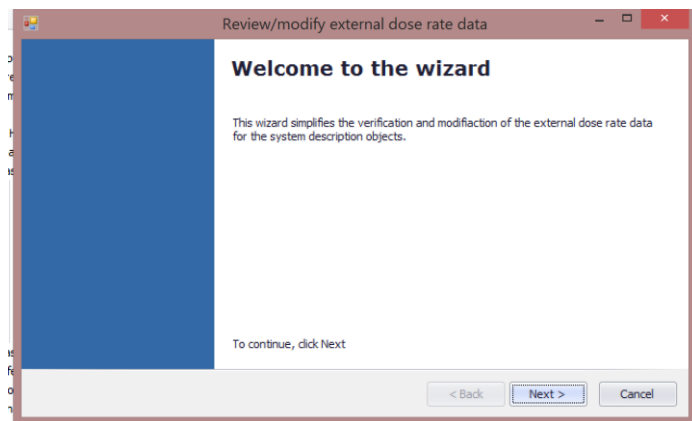 Review/modify external dose rate data
Welcome to the wizard
This wizard simplifies the verification and modifiaction of the external dose rate data
for the system description objects.
To continue, click Next
< Back
Next >
Cancel